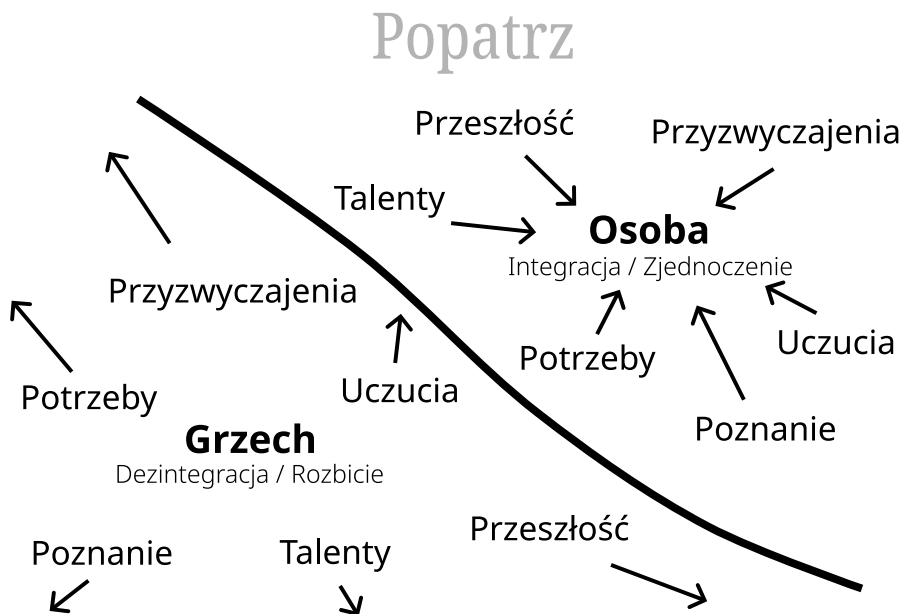 Popatrz
Przeszłość
Przyzwyczajenia
Talenty
Osoba
Integracja / Zjednoczenie
Potrzeby
Uczucia
Poznanie
Przyzwyczajenia
Potrzeby
Uczucia
Grzech
Dezintegracja / Rozbicie
Poznanie
Talenty
Przeszłość